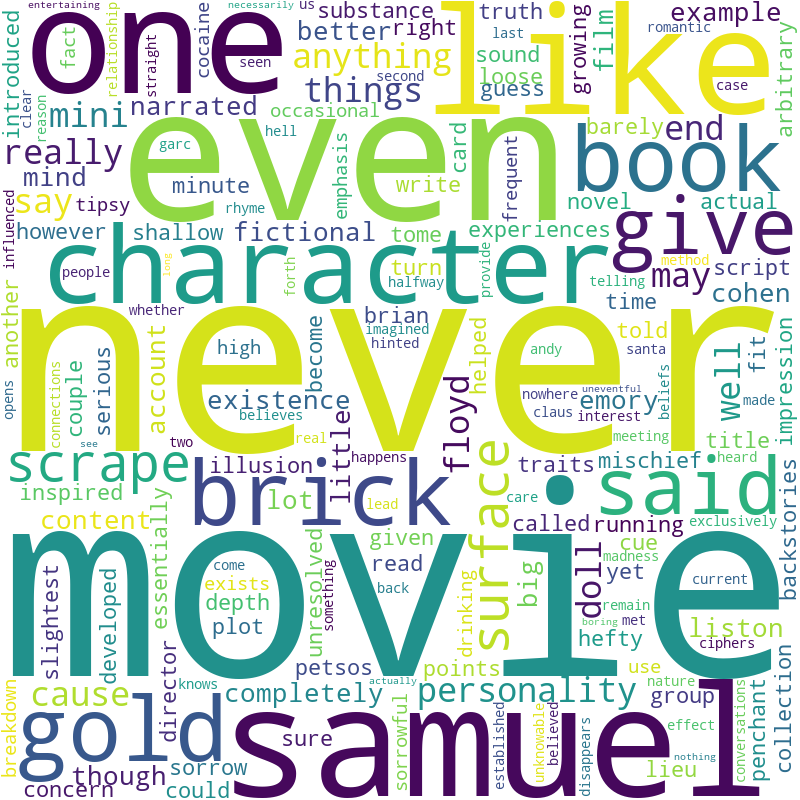 entertaining
necessarily
one
like
even
never
movie
samuel
character
book
give
gold
brick
said
scrape
surface
personality
doll
floyd
introduced
fact
relationship
clear
reason
straight
cocaine
seen
us
substance
better
right
truth
last
romantic
example
anything
second
sound
loose
guess
growing
film
case
arbitrary
things
mini
narrated
occasional
hell
garc
rhyme
emphasis
card
write
frequent
barely
end
really
mind
minute
say
tipsy
influenced
however
shallow
fictional
tome
experiences
novel
actual
may
script
people
long
forth
turn
halfway
provide
telling
method
time
cohen
another
opens
whether
brian
imagined
hinted
become
high
helped
told
andy
santa
nowhere
uneventful
beliefs
made
fit
impression
connections
serious
couple
account
existence
believes
claus
interest
emory
well
see
two
real
meeting
title
heard
illusion
happens
little
traits
mischief
inspired
lot
lead
care
called
running
exclusively
content
essentially
given
madness
cue
backstories
slightest
developed
come
exists
depth
plot
unresolved
something
read
back
drinking
big
yet
current
remain
boring
met
liston
ciphers
hefty
petsos
points
use
nature
breakdown
cause
director
knows
completely
actually
group
penchant
collection
concern
though
sorrow
could
sure
sorrowful
established
unknowable
believed
disappears
lieu
effect
conversations
nothing